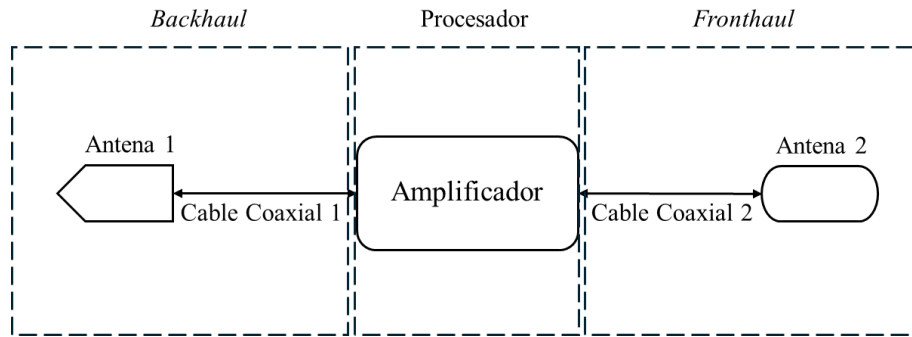 Backhaul
Procesador
Fronthaul
Antena 1
Cable Coaxial 1
Amplificador
Antena 2
Cable Coaxial 2